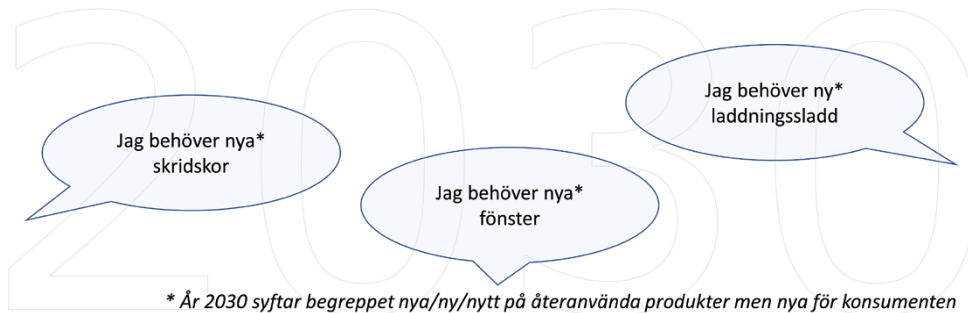 2030
Jag behöver nya*
skridskor
Jag behöver nya*
fönster
Jag behöver ny*
laddningssladd
* År 2030 syftar begreppet nya/ny/nytt på återanvända produkter men nya för konsumenten